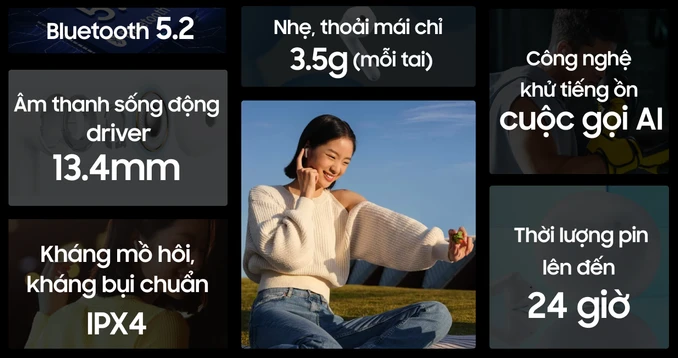 Bluetooth 5.2
Âm thanh sống động
driver
13.4mm
Kháng mồ hôi,
kháng bụi chuẩn
IPX4
Nhẹ, thoải mái chỉ
3.5g (mỗi tai)
Công nghệ
khử tiếng ồn
cuộc gọi AI
Thời lượng pin
lên đến
24 giờ